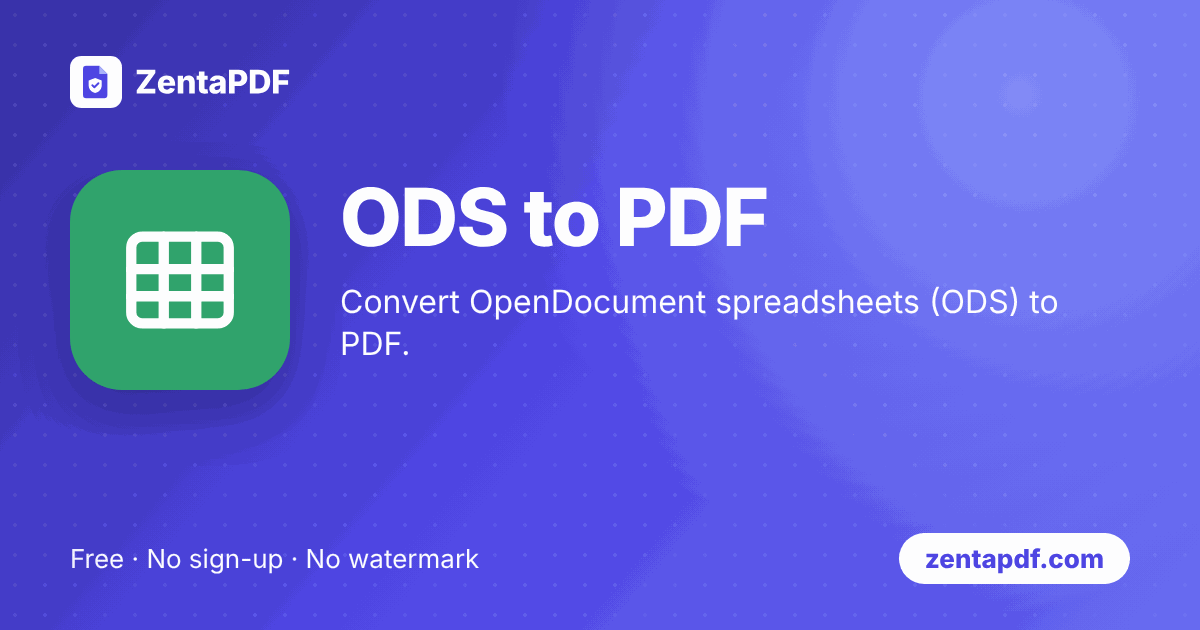 ZentaPDF
ODS to PDF
Convert OpenDocument spreadsheets (ODS) to
PDF.
Free · No sign-up · No watermark
zentapdf.com